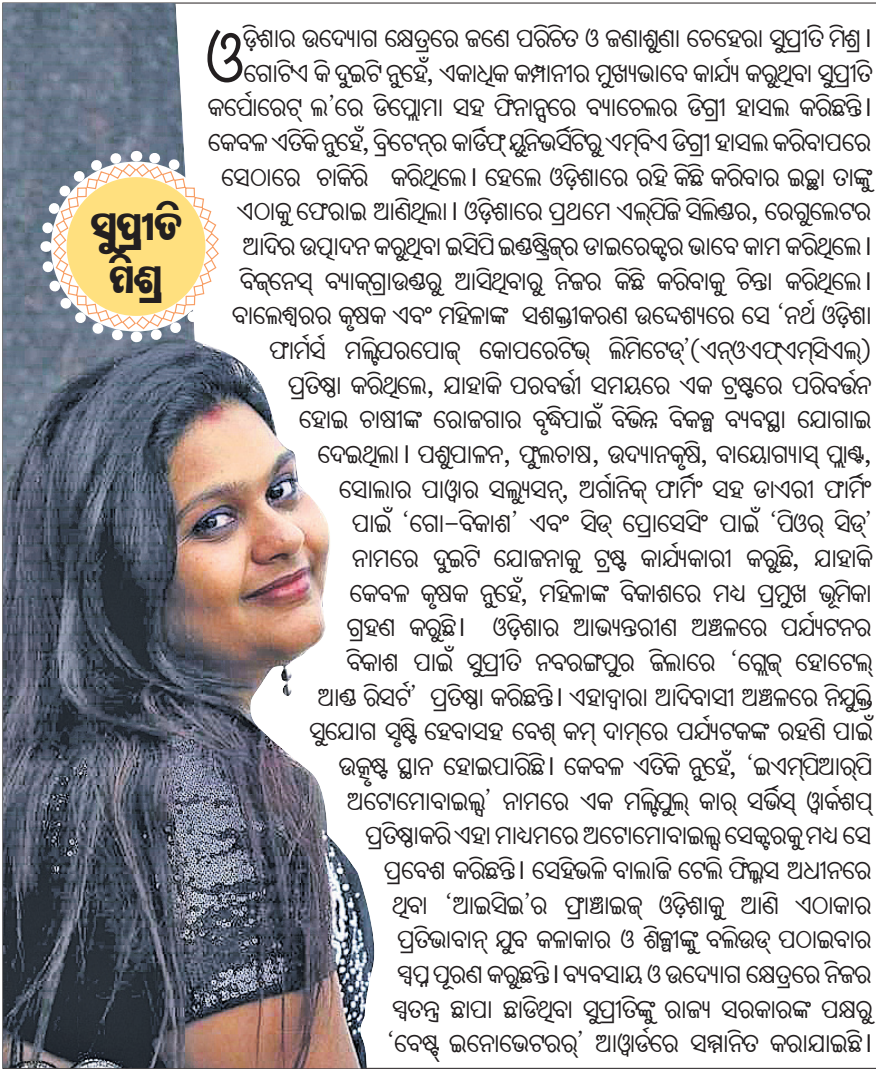 ସୁପ୍ରୀତି
ମିଶ୍ର
ଓଡ଼ିଶାର ଉଦ୍ୟୋଗ କ୍ଷେତ୍ରରେ ଜଣେ ପରିଚିତ ଓ ଜଣାଶୁଣା ଚେହେରା ସୁପ୍ରୀତି ମିଶ୍ର।
ଗୋଟିଏ କି ଦୁଇଟି ନୁହେଁ, ଏକାଧିକ କମ୍ପାନୀର ମୁଖ୍ୟଭାବେ କାର୍ଯ୍ୟ କରୁଥିବା ସୁପ୍ରୀତି
କର୍ପୋରେଟ୍ ଲ'ରେ ଡିପ୍ଲୋମା ସହ ଫିନାନ୍ସରେ ବ୍ୟାଚେଲର ଡିଗ୍ରୀ ହାସଲ କରିଛନ୍ତି।
କେବଳ ଏତିକି ନୁହେଁ, ବ୍ରିଟେନ୍‌ର କାର୍ଡିଫ୍ ୟୁନିଭର୍ସିଟିରୁ ଏମ୍‌ବିଏ ଡିଗ୍ରୀ ହାସଲ କରିବାପରେ
ସେଠାରେ ଚାକିରି କରିଥିଲେ। ହେଲେ ଓଡ଼ିଶାରେ ରହି କିଛି କରିବାର ଇଚ୍ଛା ତାଙ୍କୁ
ଏଠାକୁ ଫେରାଇ ଆଣିଥିଲା। ଓଡ଼ିଶାରେ ପ୍ରଥମେ ଏଲ୍‌ପିଜି ସିଲିଣ୍ଡର, ରେଗୁଲେଟର
ଆଦିର ଉତ୍ପାଦନ କରୁଥିବା ଇସିପି ଇଣ୍ଡଷ୍ଟ୍ରିଜ୍‌ର ଡାଇରେକ୍ଟର ଭାବେ କାମ କରିଥିଲେ।
ବିଜ୍‌ନେସ୍ ବ୍ୟାକ୍‌ଗ୍ରାଉଣ୍ଡରୁ ଆସିଥିବାରୁ ନିଜର କିଛି କରିବାକୁ ଚିନ୍ତା କରିଥିଲେ।
ବାଲେଶ୍ୱରର କୃଷକ ଏବଂ ମହିଳାଙ୍କ ସଶକ୍ତୀକରଣ ଉଦ୍ଦେଶ୍ୟରେ ସେ 'ନର୍ଥ ଓଡ଼ିଶା
ଫାର୍ମର୍ସ ମଲ୍ଟିପରପୋଜ୍ କୋପରେଟିଭ୍ ଲିମିଟେଡ୍'(ଏନ୍‌ଓଏଫ୍‌ଏମ୍‌ସିଏଲ୍)
ପ୍ରତିଷ୍ଠା କରିଥିଲେ, ଯାହାକି ପରବର୍ତ୍ତୀ ସମୟରେ ଏକ ଟ୍ରଷ୍ଟରେ ପରିବର୍ତ୍ତନ
ହୋଇ ଚାଷୀଙ୍କ ରୋଜଗାର ବୃଦ୍ଧିପାଇଁ ବିଭିନ୍ନ ବିକଳ୍ପ ବ୍ୟବସ୍ଥା ଯୋଗାଇ
ଦେଇଥିଲା। ପଶୁପାଳନ, ଫୁଲଚାଷ, ଉଦ୍ୟାନକୃଷି, ବାୟୋଗ୍ୟାସ୍ ପ୍ଲାଣ୍ଟ,
ସୋଲାର ପାୱାର ସଲ୍ୟୁସନ୍, ଅର୍ଗାନିକ୍ ଫାର୍ମିଂ ସହ ଡାଏରୀ ଫାର୍ମିଂ
ପାଇଁ 'ଗୋ-ବିକାଶ' ଏବଂ ସିଡ୍ ପ୍ରୋସେସିଂ ପାଇଁ 'ପିଓର୍ ସିଡ୍'
ନାମରେ ଦୁଇଟି ଯୋଜନାକୁ ଟ୍ରଷ୍ଟ କାର୍ଯ୍ୟକାରୀ କରୁଛି, ଯାହାକି
କେବଳ କୃଷକ ନୁହେଁ, ମହିଳାଙ୍କ ବିକାଶରେ ମଧ୍ୟ ପ୍ରମୁଖ ଭୂମିକା
ଗ୍ରହଣ କରୁଛି। ଓଡ଼ିଶାର ଆଭ୍ୟନ୍ତରୀଣ ଅଞ୍ଚଳରେ ପର୍ଯ୍ୟଟନର
ବିକାଶ ପାଇଁ ସୁପ୍ରୀତି ନବରଙ୍ଗପୁର ଜିଲାରେ 'ଗ୍ଲେଜ୍ ହୋଟେଲ୍
ଆଣ୍ଡ ରିସର୍ଟ' ପ୍ରତିଷ୍ଠା କରିଛନ୍ତି। ଏହାଦ୍ୱାରା ଆଦିବାସୀ ଅଞ୍ଚଳରେ ନିଯୁକ୍ତି
ସୁଯୋଗ ସୃଷ୍ଟି ହେବାସହ ବେଶ୍ କମ୍ ଦାମ୍‌ରେ ପର୍ଯ୍ୟଟକଙ୍କ ରହଣି ପାଇଁ
ଉତ୍କୃଷ୍ଟ ସ୍ଥାନ ହୋଇପାରିଛି। କେବଳ ଏତିକି ନୁହେଁ, 'ଇଏମ୍‌ପିଆର୍‌ପି
ଅଟୋମୋବାଇଲ୍ସ' ନାମରେ ଏକ ମଲ୍ଟିପୁଲ୍ କାର୍ ସର୍ଭିସ୍ ୱାର୍କଶପ୍
ପ୍ରତିଷ୍ଠାକରି ଏହା ମାଧ୍ୟମରେ ଅଟୋମୋବାଇଲ୍ସ ସେକ୍ଟରକୁ ମଧ୍ୟ ସେ
ପ୍ରବେଶ କରିଛନ୍ତି। ସେହିଭଳି ବାଲାଜି ଟେଲି ଫିଲ୍ମସ ଅଧୀନରେ
ଥିବା 'ଆଇସିଇ'ର ଫ୍ରାଞ୍ଚାଇଜ୍ ଓଡ଼ିଶାକୁ ଆଣି ଏଠାକାର
ପ୍ରତିଭାବାନ୍ ଯୁବ କଳାକାର ଓ ଶିଳ୍ପୀଙ୍କୁ ବଲିଉଡ୍ ପଠାଇବାର
ସ୍ୱପ୍ନ ପୂରଣ କରୁଛନ୍ତି। ବ୍ୟବସାୟ ଓ ଉଦ୍ୟୋଗ କ୍ଷେତ୍ରରେ ନିଜର
ସ୍ୱତନ୍ତ୍ର ଛାପା ଛାଡିଥିବା ସୁପ୍ରୀତିଙ୍କୁ ରାଜ୍ୟ ସରକାରଙ୍କ ପକ୍ଷରୁ
'ବେଷ୍ଟ ଇନୋଭେଟରର୍' ଆୱାର୍ଡରେ ସମ୍ମାନିତ କରାଯାଇଛି।